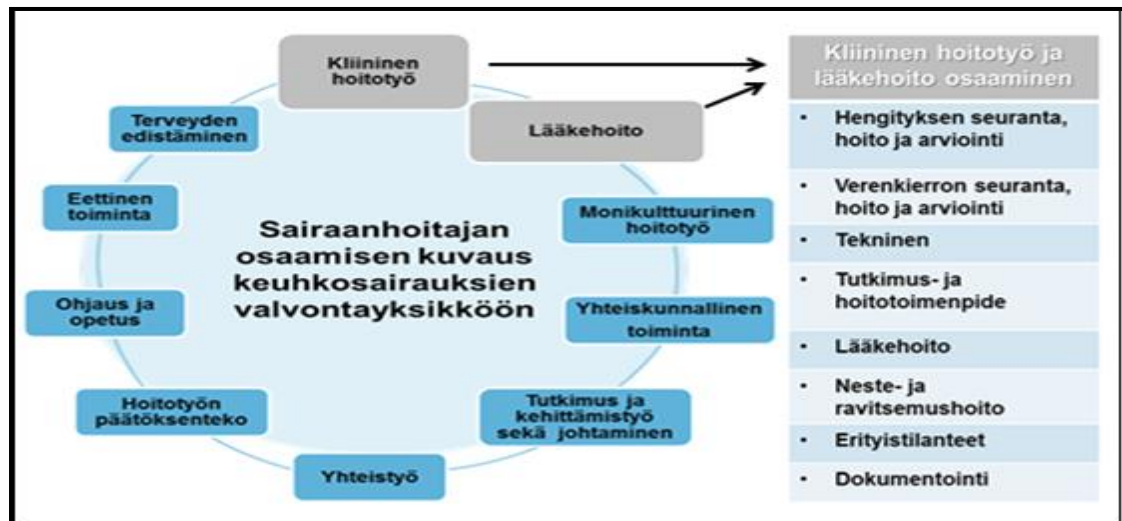 Kliininen
hoitotyö
Lääkehoito
Monikulttuurinen
hoitotyö
Yhteiskunnallinen
toiminta
Tutkimus ja
kehittämistyö
sekä johtaminen
Yhteistyö
Hoitotyön
päätöksenteko
Ohjaus ja
opetus
Eettinen
toiminta
Terveyden
edistäminen
Sairaanhoitajan
osaamisen kuvaus
keuhkosairauksien
valvontayksikköön
Kliininen hoitotyö ja
lääkehoito osaaminen
• Hengityksen seuranta,
hoito ja arviointi
• Verenkierron seuranta,
hoito ja arviointi
• Tekninen
• Tutkimus- ja
hoitotoimenpide
• Lääkehoito
• Neste- ja
ravitsemushoito
• Erityistilanteet
• Dokumentointi